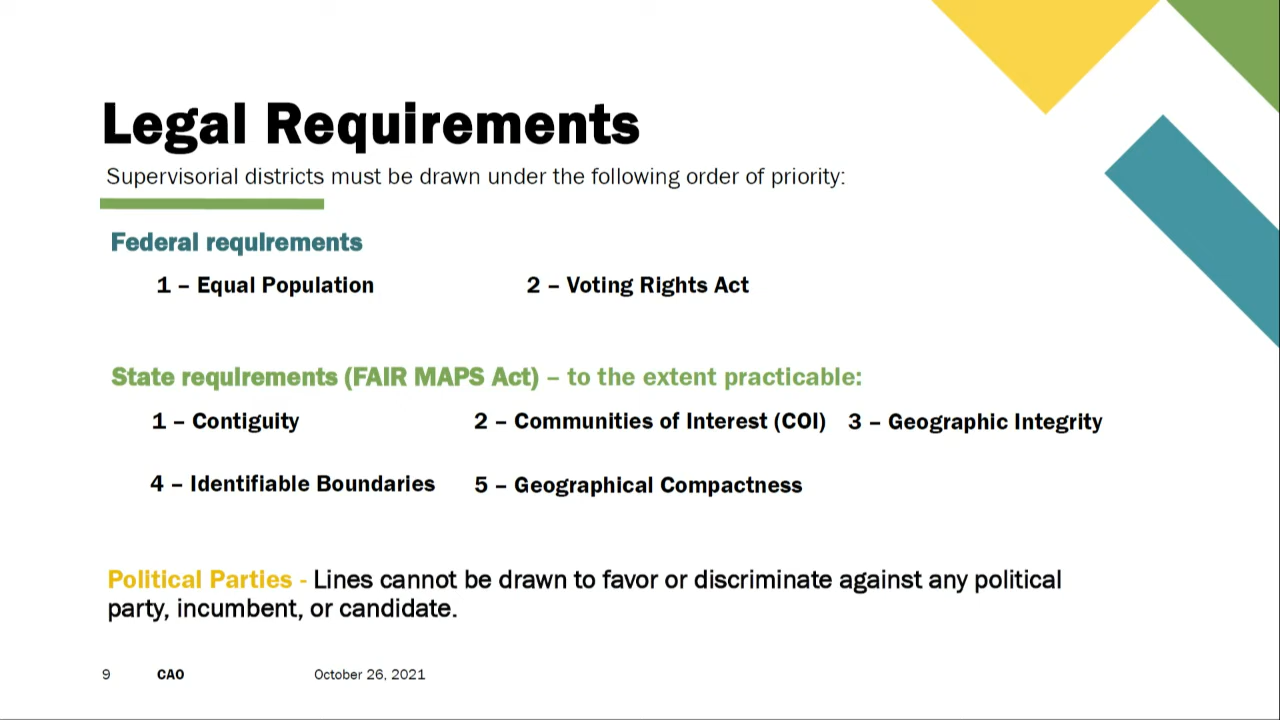 Legal Requirements
Supervisorial districts must be drawn under the following order of priority:
Federal requirements
1 – Equal Population 2 – Voting Rights Act
State requirements (FAIR MAPS Act) – to the extent practicable:
1 – Contiguity 2 – Communities of Interest (COI) 3 – Geographic Integrity
4 – Identifiable Boundaries 5 – Geographical Compactness
Political Parties - Lines cannot be drawn to favor or discriminate against any political
party, incumbent, or candidate.
9 CAO October 26, 2021